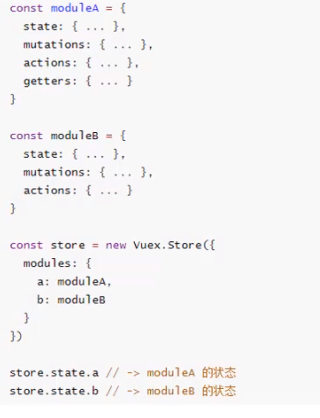 const moduleA = {
  state: { ... },
  mutations: { ... },
  actions: { ... },
  getters: { ... }
}

const moduleB = {
  state: { ... },
  mutations: { ... },
  actions: { ... }
}

const store = new Vuex.Store({
  modules: {
    a: moduleA,
    b: moduleB
  }
})

store.state.a // -> moduleA 的状态
store.state.b // -> moduleB 的状态